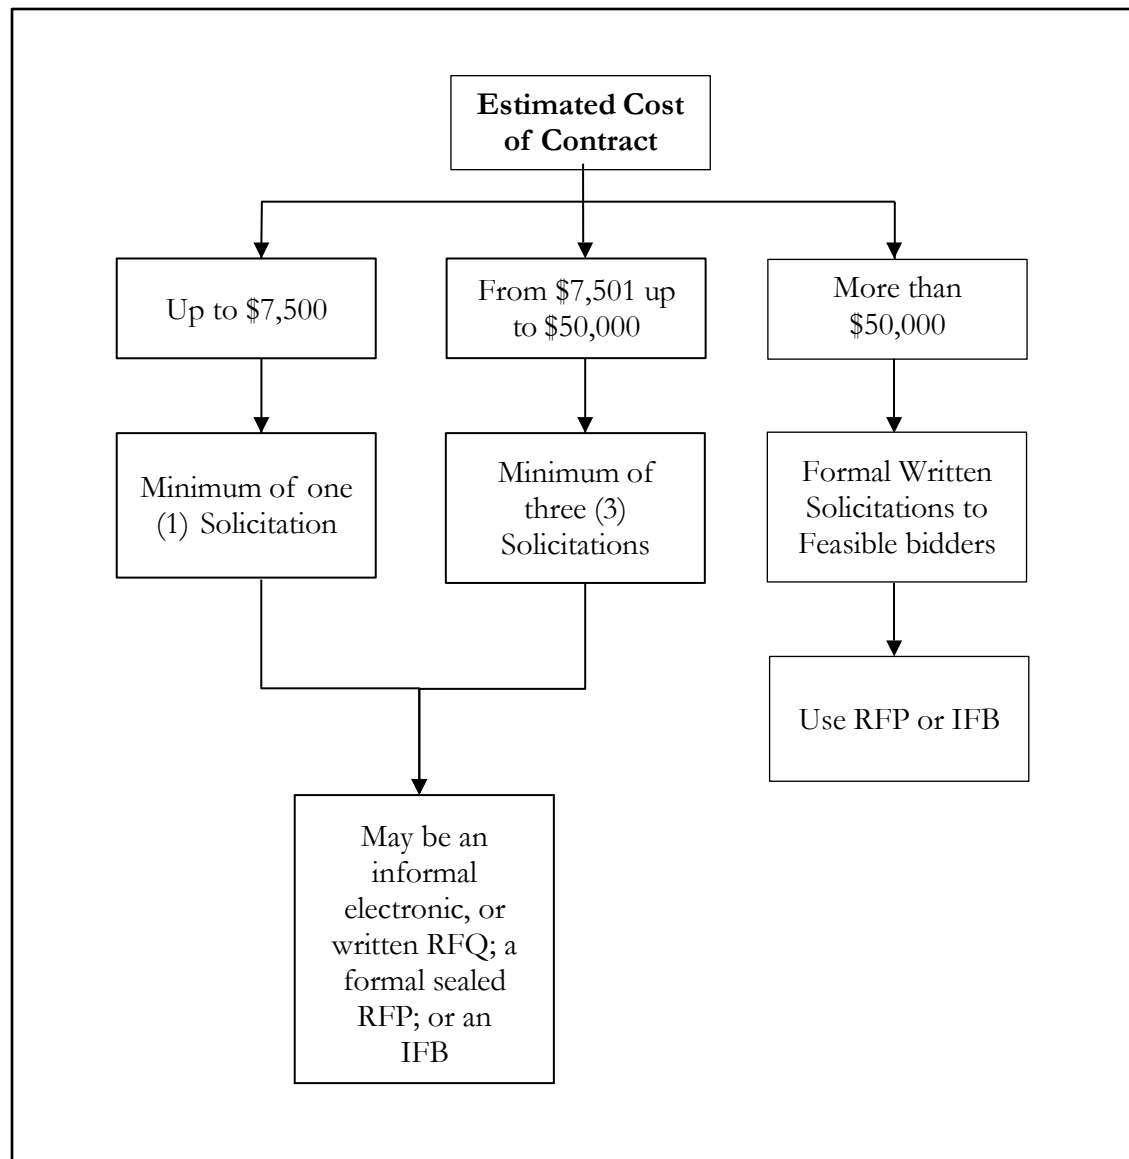 Estimated Cost
of Contract
Up to $7,500
From $7,501 up
to $50,000
More than
$50,000
Minimum of one
(1) Solicitation
Minimum of
three (3)
Solicitations
Formal Written
Solicitations to
Feasible bidders
Use RFP or IFB
May be an
informal
electronic, or
written RFQ; a
formal sealed
RFP; or an
IFB